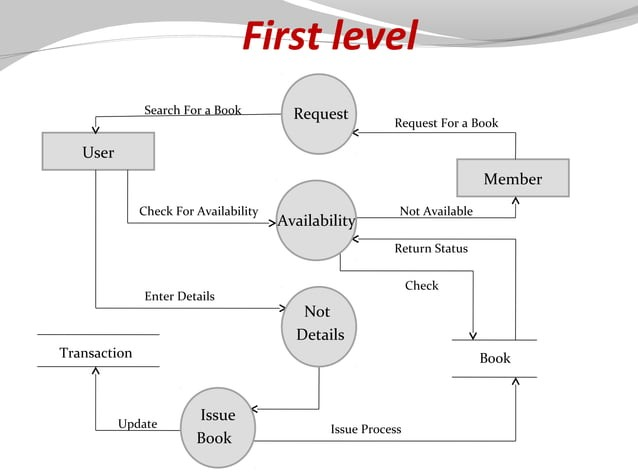 First level
Search For a Book
Request
Request For a Book
User
Member
Check For Availability
Availability
Not Available
Return Status
Check
Enter Details
Not
Details
Transaction
Book
Issue
Book
Update
Issue Process